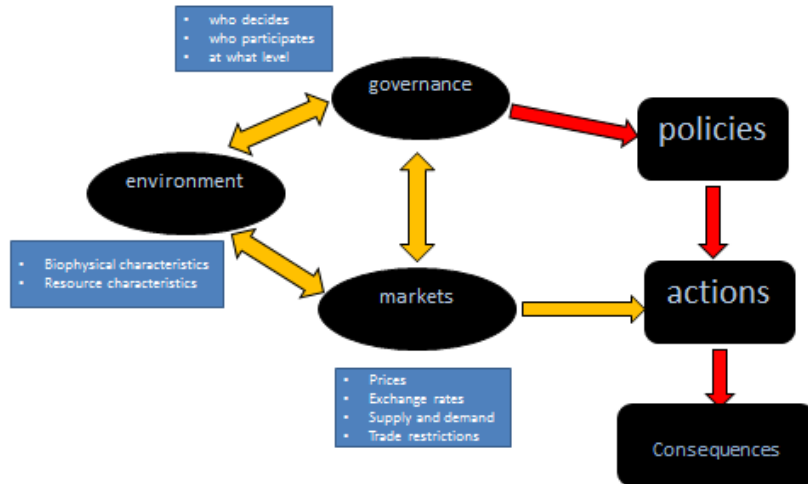 • who decides
• who participates
• at what level
governance
policies
environment
• Biophysical characteristics
• Resource characteristics
markets
actions
• Prices
• Exchange rates
• Supply and demand
• Trade restrictions
Consequences